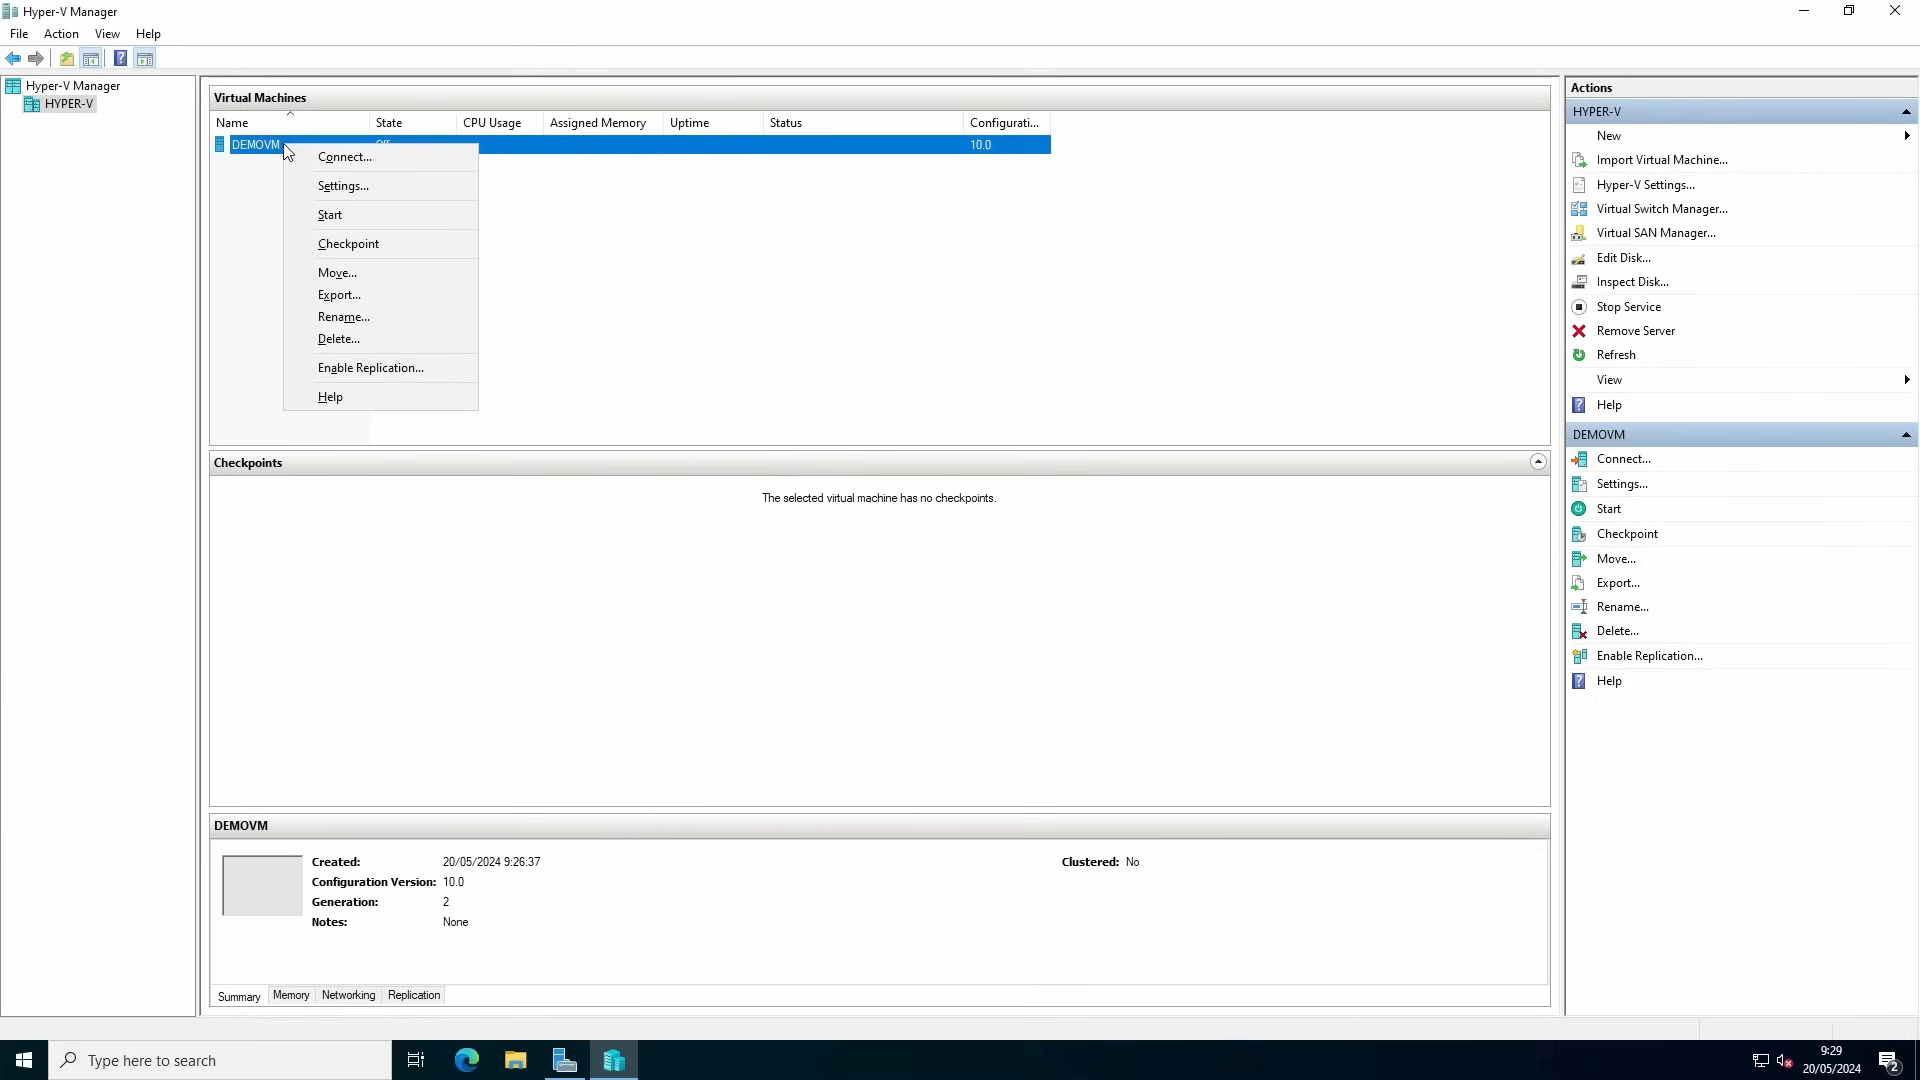 Hyper-V Manager
File Action View Help
Hyper-V Manager
HYPER-V
Virtual Machines
Name State CPU Usage Assigned Memory Uptime Status Configurati...
DEMOVM 10.0
Connect...
Settings...
Start
Checkpoint
Move...
Export...
Rename...
Delete...
Enable Replication...
Help
Checkpoints
The selected virtual machine has no checkpoints.
DEMOVM
Created: 20/05/2024 9:26:37 Clustered: No
Configuration Version: 10.0
Generation: 2
Notes: None
Summary Memory Networking Replication
Actions
HYPER-V
New
Import Virtual Machine...
Hyper-V Settings...
Virtual Switch Manager...
Virtual SAN Manager...
Edit Disk...
Inspect Disk...
Stop Service
Remove Server
Refresh
View
Help
DEMOVM
Connect...
Settings...
Start
Checkpoint
Move...
Export...
Rename...
Delete...
Enable Replication...
Help
Type here to search
9:29
20/05/2024
2